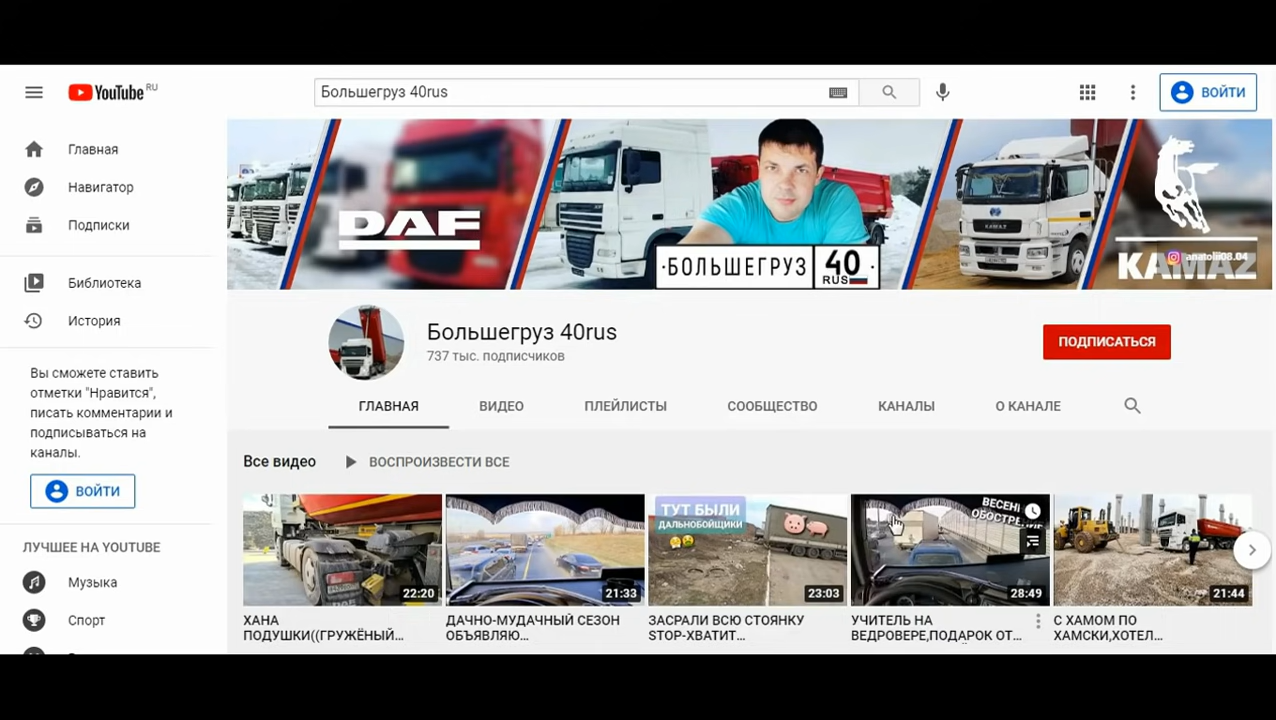 YouTube RU
Большегруз 40rus
ВОЙТИ
Главная
Навигатор
Подписки
Библиотека
История
Вы сможете ставить
отметки "Нравится",
писать комментарии и
подписываться на
каналы.
ВОЙТИ
ЛУЧШЕЕ НА YOUTUBE
Музыка
Спорт
DAF
·БОЛЬШЕГРУЗ 40·
RUS
KAMAZ
anatolii08.04
KAMAZ
Большегруз 40rus
737 тыс. подписчиков
ПОДПИСАТЬСЯ
ГЛАВНАЯ
ВИДЕО
ПЛЕЙЛИСТЫ
СООБЩЕСТВО
КАНАЛЫ
О КАНАЛЕ
Все видео
ВОСПРОИЗВЕСТИ ВСЕ
22:20
ХАНА
ПОДУШКИ((ГРУЖЁНЫЙ...
21:33
ДАЧНО-МУДАЧНЫЙ СЕЗОН
ОБЪЯВЛЯЮ...
ТУТ БЫЛИ
ДАЛЬНОБОЙЩИКИ
23:03
ЗАСРАЛИ ВСЮ СТОЯНКУ
STOP-ХВАТИТ...
28:49
УЧИТЕЛЬ НА
ВЕДРОВЕРЕ,ПОДАРОК ОТ...
21:44
С ХАМОМ ПО
ХАМСКИ,ХОТЕЛ...